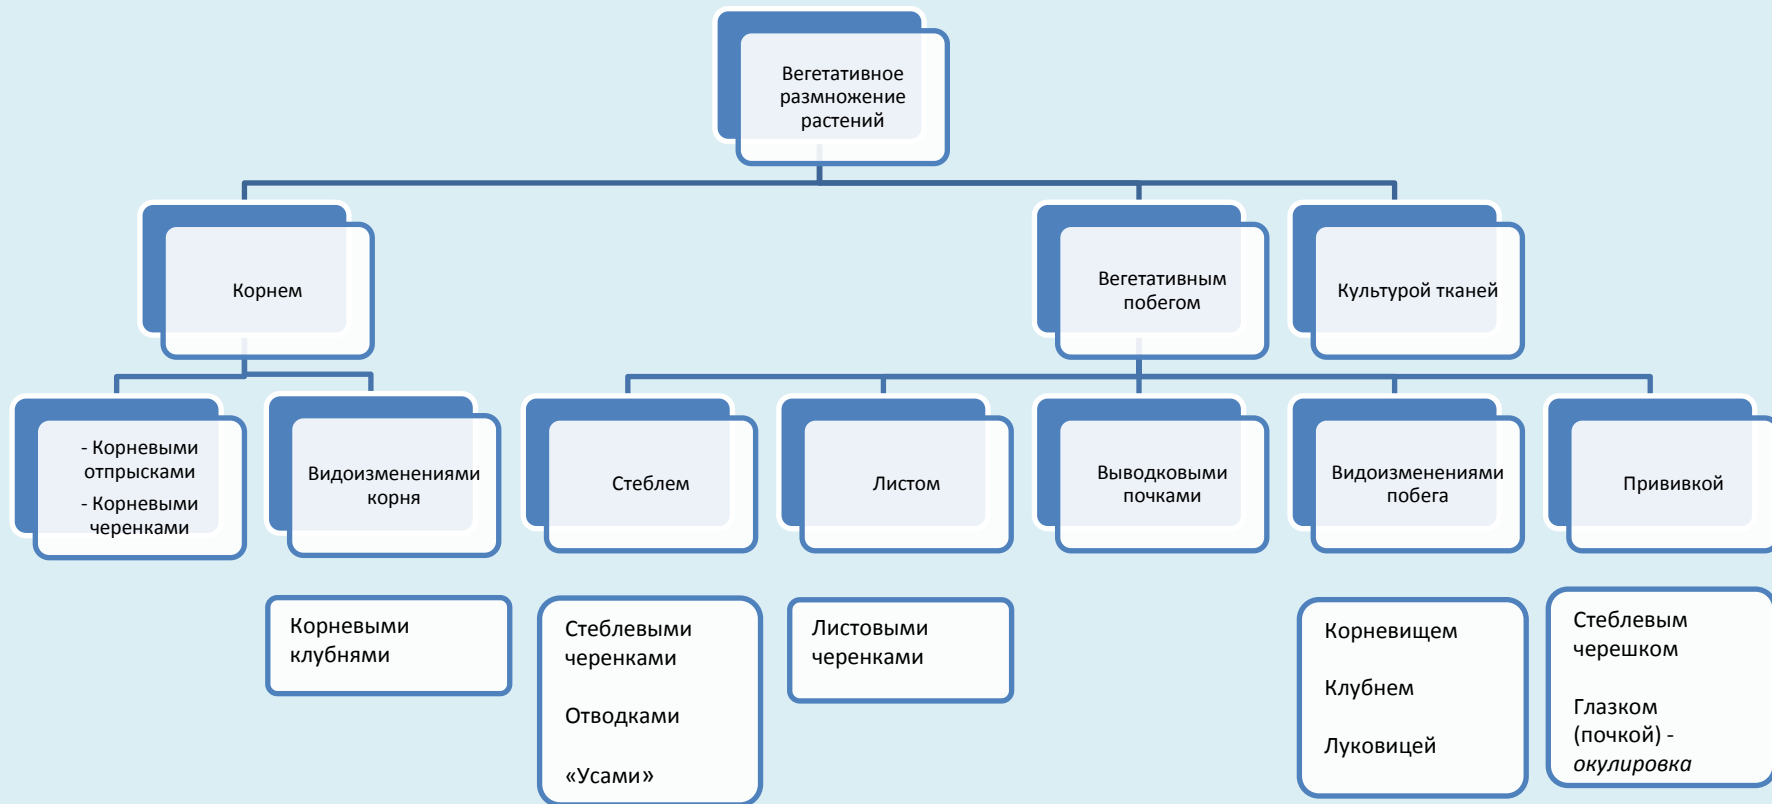 Вегетативное
размножение
растений
Корнем
Вегетативным
побегом
Культурой тканей
- Корневыми
отпрысками
- Корневыми
черенками
Видоизменениями
корня
Стеблем
Листом
Выводковыми
почками
Видоизменениями
побега
Прививкой
Корневыми
клубнями
Стеблевыми
черенками
Отводками
«Усами»
Листовыми
черенками
Корневищем
Клубнем
Луковицей
Стеблевым
черешком
Глазком
(почкой) -
окулировка